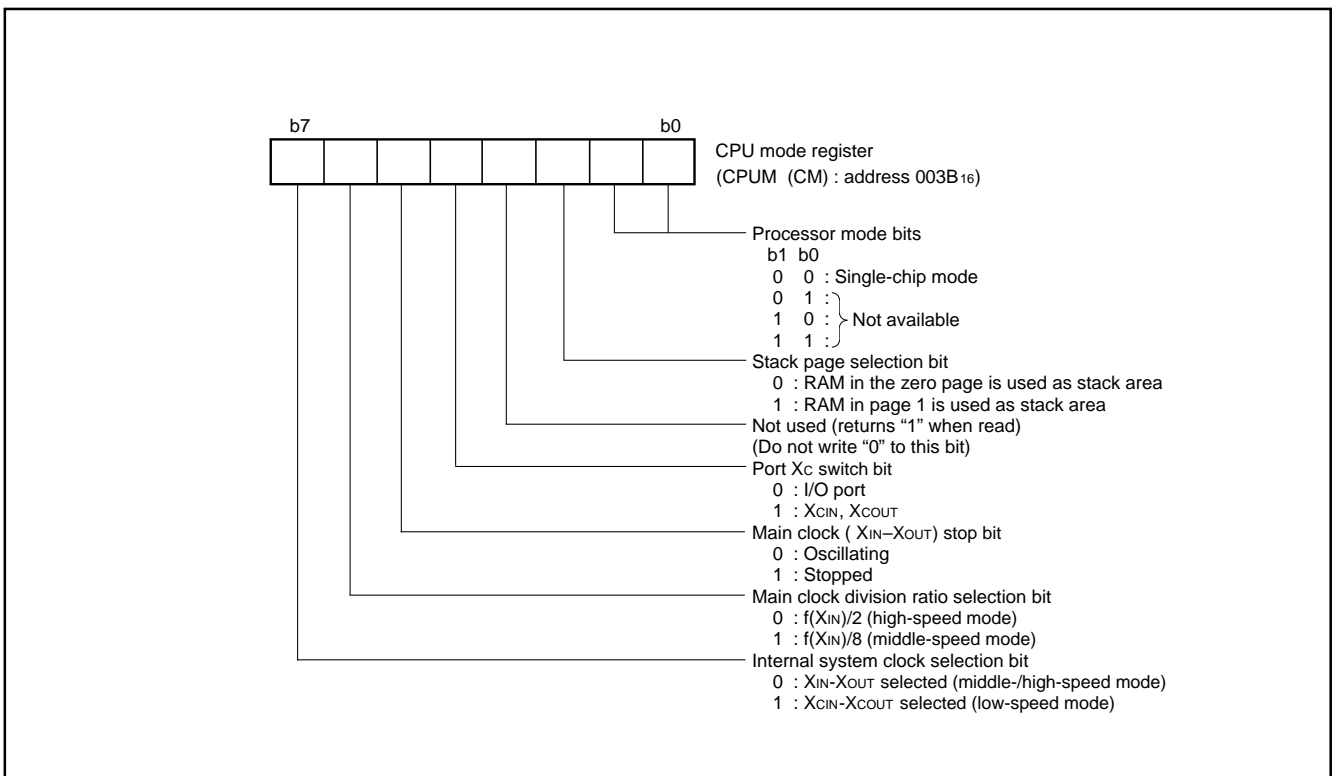 b7 b0
CPU mode register
(CPUM (CM) : address 003B16)
Processor mode bits
b1 b0
0 0 : Single-chip mode
0 1 :
1 0 : Not available
1 1 :
Stack page selection bit
0 : RAM in the zero page is used as stack area
1 : RAM in page 1 is used as stack area
Not used (returns “1” when read)
(Do not write “0” to this bit)
Port XC switch bit
0 : I/O port
1 : XCIN, XCOUT
Main clock ( XIN–XOUT) stop bit
0 : Oscillating
1 : Stopped
Main clock division ratio selection bit
0 : f(XIN)/2 (high-speed mode)
1 : f(XIN)/8 (middle-speed mode)
Internal system clock selection bit
0 : XIN-XOUT selected (middle-/high-speed mode)
1 : XCIN-XCOUT selected (low-speed mode)